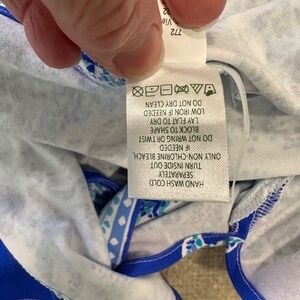 HAND WASH COLD
SEPARATELY
TURN INSIDE OUT
ONLY NON-CHLORINE BLEACH
IF NEEDED
DO NOT WRING OR TWIST
BLOCK TO SHAPE
LAY FLAT TO DRY
LOW IRON IF NEEDED
DO NOT DRY CLEAN
772